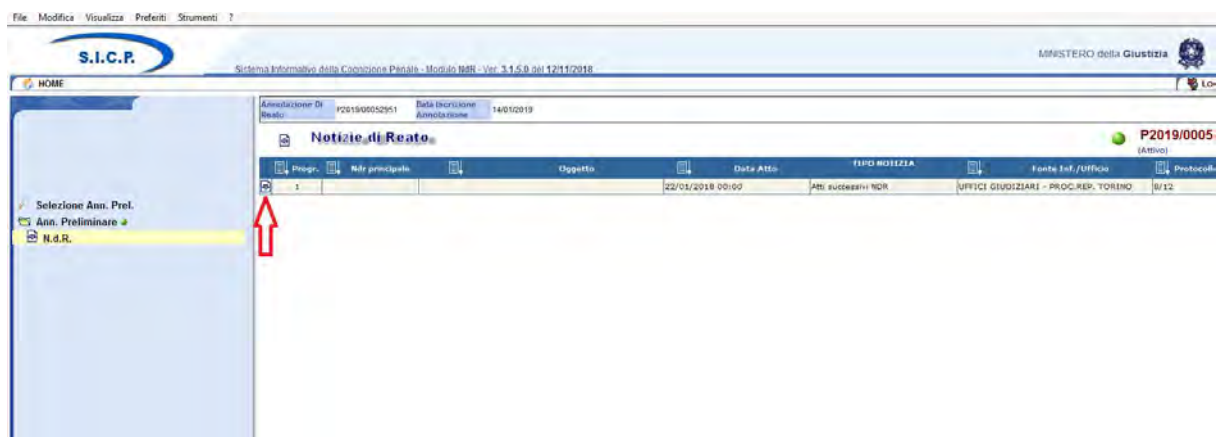 File Modifica Visualizza Preferiti Strumenti ?
S.I.C.P.
Sistema Informativo della Cognizione Penale - Modulo NdR - Ver. 3.1.5.0 del 12/11/2018
MINISTERO della Giustizia
HOME
Lo
Annotazione Di Reato P2019/00052951 Data Iscrizione Annotazione 14/01/2019
Notizie di Reato
P2019/0005
(Attivo)
Progr. Ndr principale Oggetto Data Atto TIPO NOTIZIA Fonte Inf./Ufficio Protocollo
1 22/01/2018 00:00 Atti successivi NDR UFFICI GIUDIZIARI - PROC.REP. TORINO 8/12
Selezione Ann. Prel.
Ann. Preliminare
N.d.R.